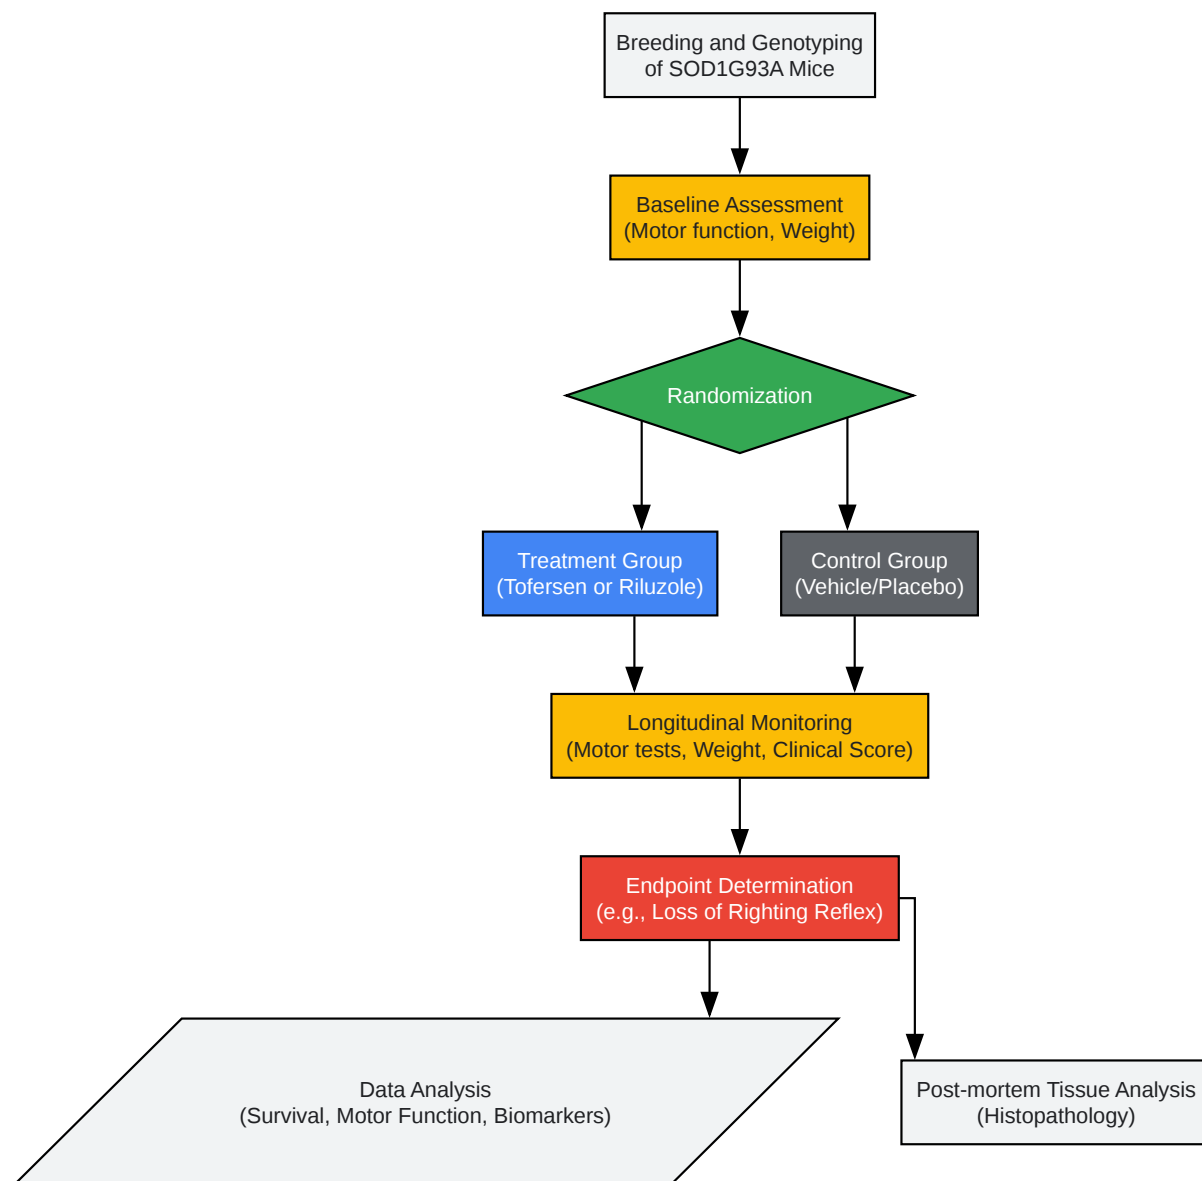 Breeding and Genotyping
of SOD1G93A Mice
Baseline Assessment
(Motor function, Weight)
Randomization
Treatment Group
(Tofersen or Riluzole)
Control Group
(Vehicle/Placebo)
Longitudinal Monitoring
(Motor tests, Weight, Clinical Score)
Endpoint Determination
(e.g., Loss of Righting Reflex)
Data Analysis
(Survival, Motor Function, Biomarkers)
Post-mortem Tissue Analysis
(Histopathology)